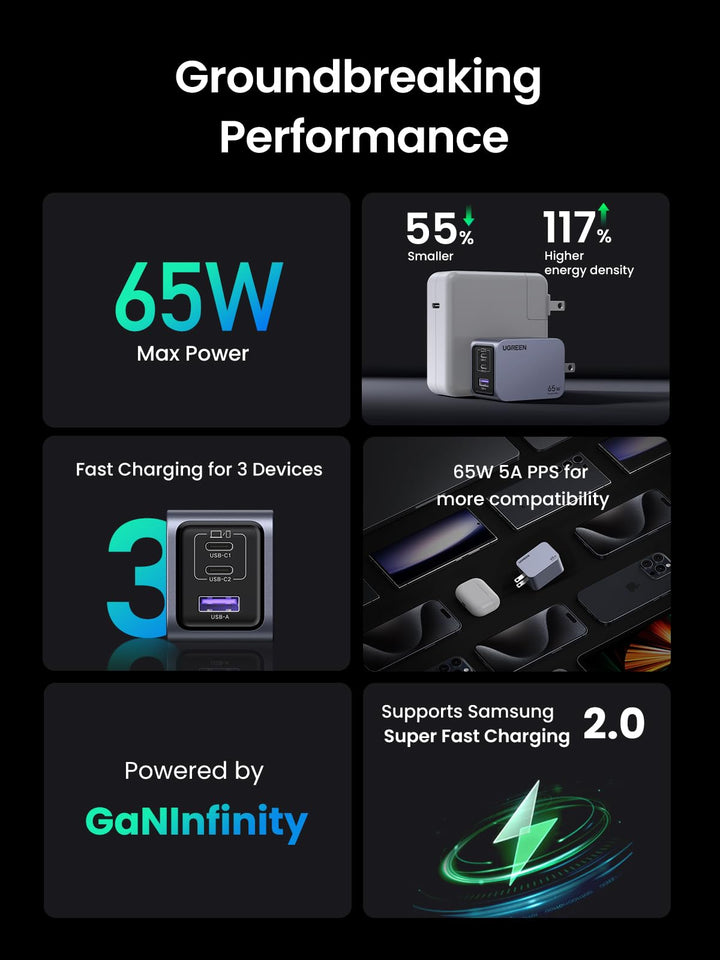 Groundbreaking
Performance
65W
Max Power
55%
Smaller
117%
Higher
energy density
UGREEN
65W
Fast Charging for 3 Devices
3
USB-C1
USB-C2
USB-A
65W 5A PPS for
more compatibility
Powered by
GaNInfinity
Supports Samsung
Super Fast Charging
2.0